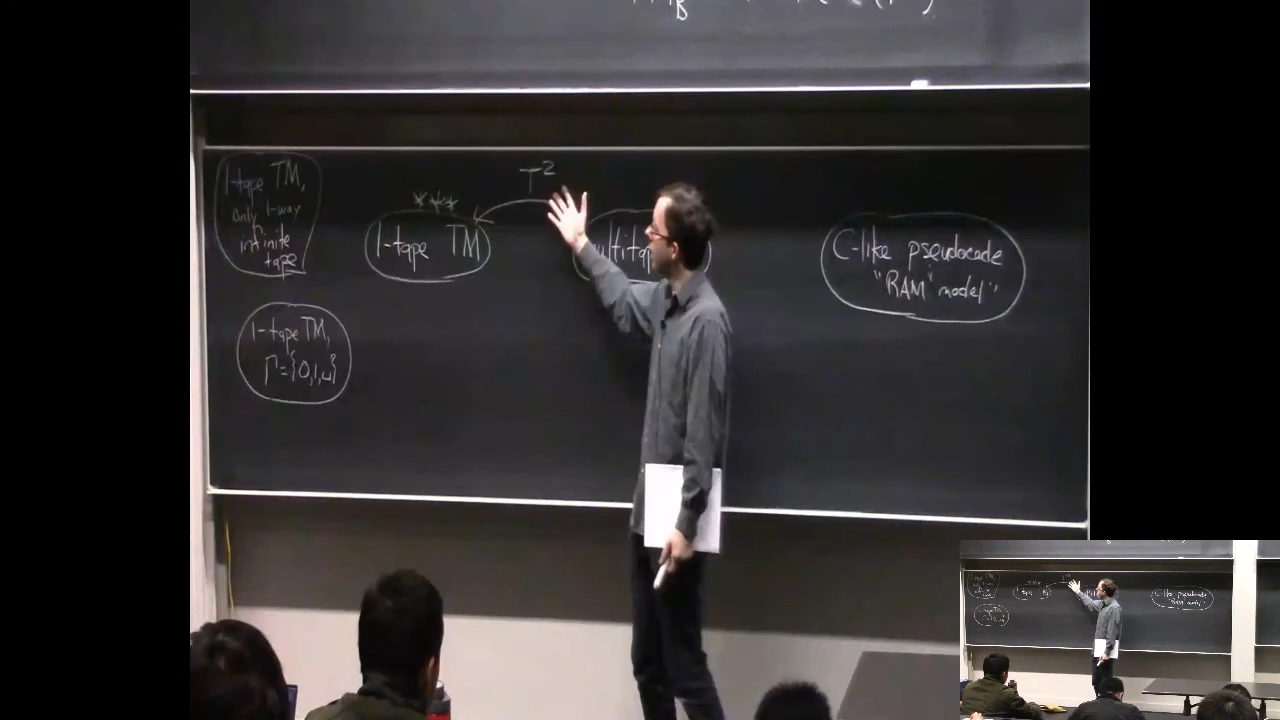 1-tape TM,
only 1-way
infinite
tape
1-tape TM,
Γ={0,1,⊔}
***
1-tape TM
T²
C-like pseudocode
"RAM" model"